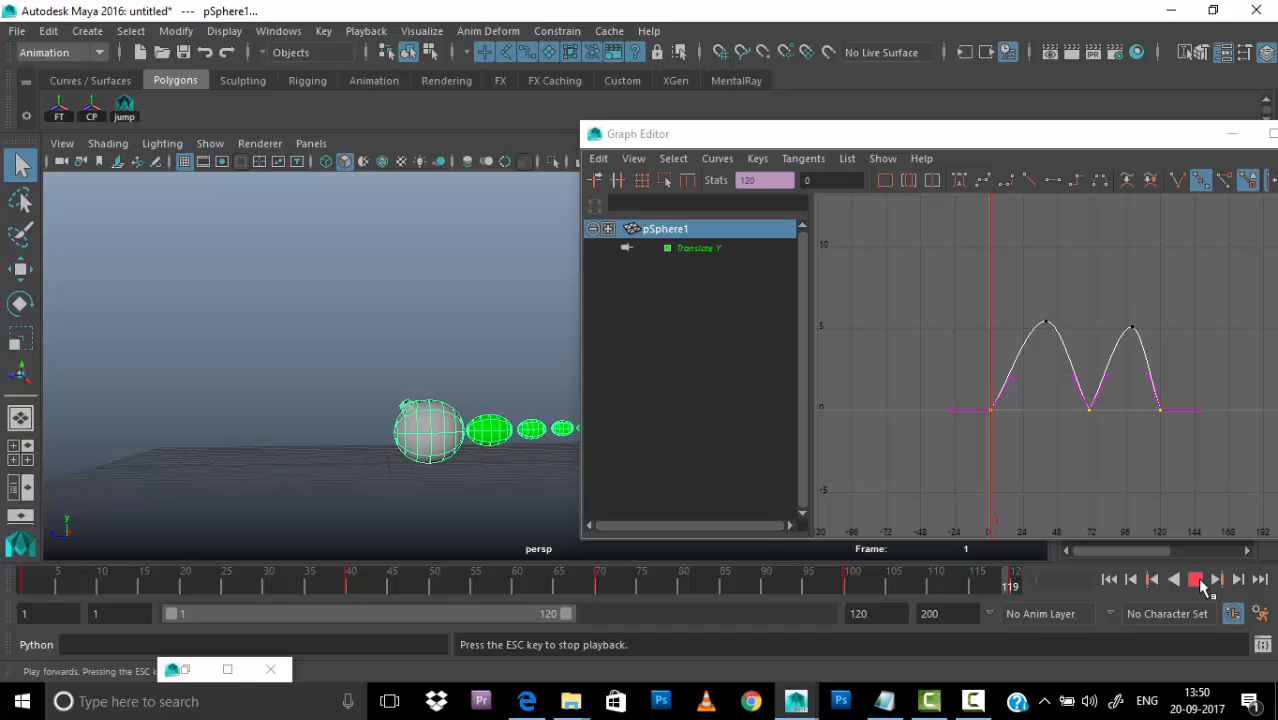 Autodesk Maya 2016: untitled* --- pSphere1...
File Edit Create Select Modify Display Windows Key Playback Visualize Anim Deform Constrain Cache Help
Animation Objects No Live Surface
Curves / Surfaces Polygons Sculpting Rigging Animation Rendering FX FX Caching Custom XGen MentalRay
FT CP jump
View Shading Lighting Show Renderer Panels
Graph Editor
Edit View Select Curves Keys Tangents List Show Help
Stats 120 0
pSphere1
Translate Y
10
5
0
-5
-96 -72 -48 -24 0 24 48 72 96 120 144 168 192
1
y
persp
Frame: 1
5 10 15 20 25 30 35 40 45 50 55 60 65 70 75 80 85 90 95 100 105 110 115 12
119
1 1 1 120 120 200 No Anim Layer No Character Set
Python Press the ESC key to stop playback.
Play forwards. Pressing the ESC k
Type here to search
ENG 13:50
20-09-2017